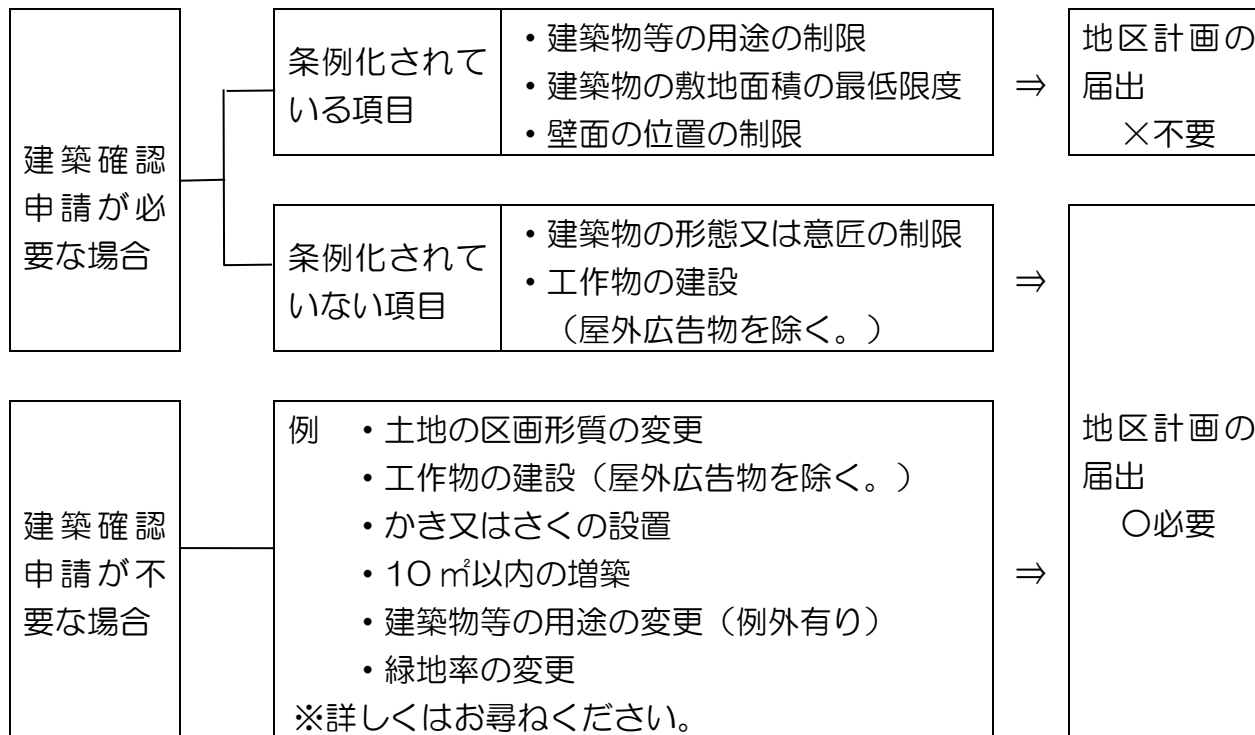 建築確認
申請が必
要な場合
条例化されて
いる項目
・建築物等の用途の制限
・建築物の敷地面積の最低限度
・壁面の位置の制限
⇒
地区計画の
届出
×不要
条例化されて
いない項目
・建築物の形態又は意匠の制限
・工作物の建設
（屋外広告物を除く。）
⇒
建築確認
申請が不
要な場合
例 ・土地の区画形質の変更
・工作物の建設（屋外広告物を除く。）
・かき又はさくの設置
・10㎡以内の増築
・建築物等の用途の変更（例外有り）
・緑地率の変更
※詳しくはお尋ねください。
⇒
地区計画の
届出
○必要